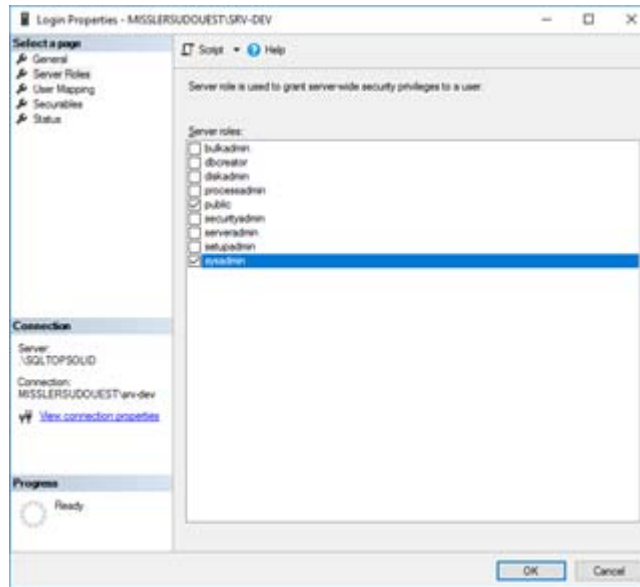 Login Properties - MISSLERSUDOUEST\SRV-DEV
Select a page
General
Server Roles
User Mapping
Securables
Status
Script
Help
Server role is used to grant server-wide security privileges to a user.
Server roles:
bulkadmin
dbcreator
diskadmin
processadmin
public
securityadmin
serveradmin
setupadmin
sysadmin
Connection
Server:
.\SQLTOPSOLID
Connection:
MISSLERSUDOUEST\srv-dev
View connection properties
Progress
Ready
OK
Cancel